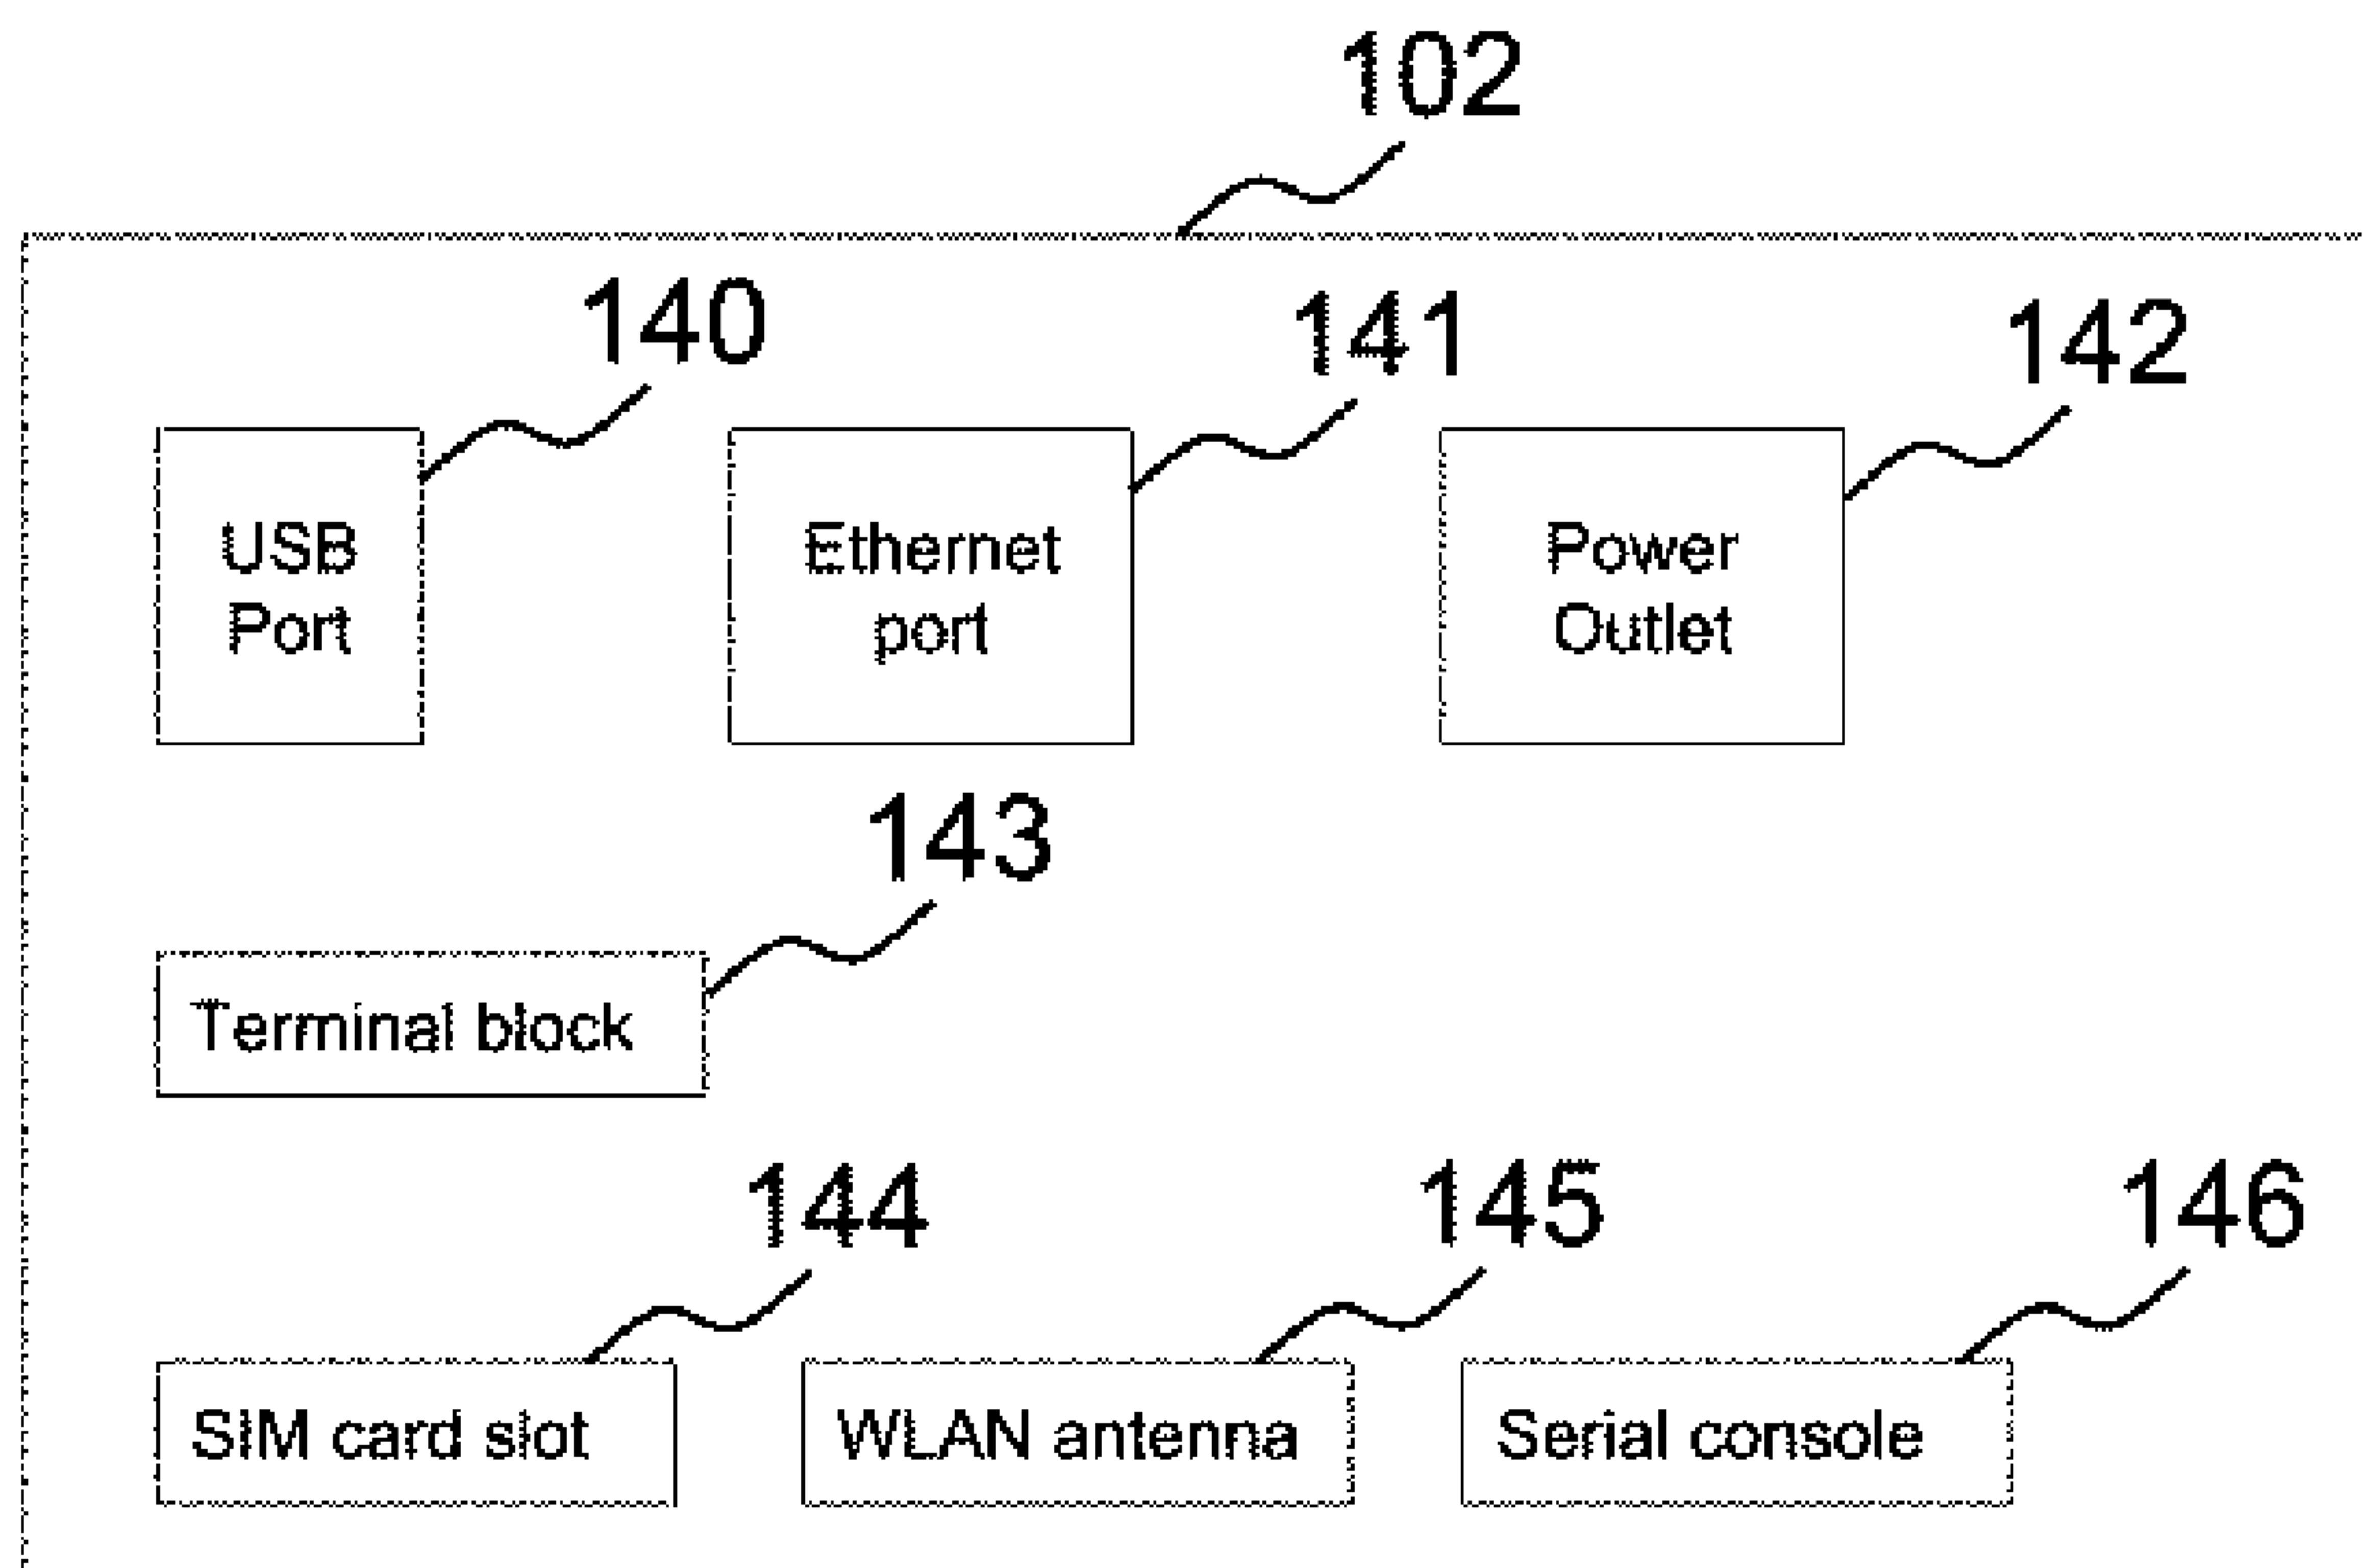 102
140
141
142
USB
Port
Ethernet
port
Power
Outlet
143
Terminal block
144
145
146
SIM card slot
WLAN antenna
Serial console